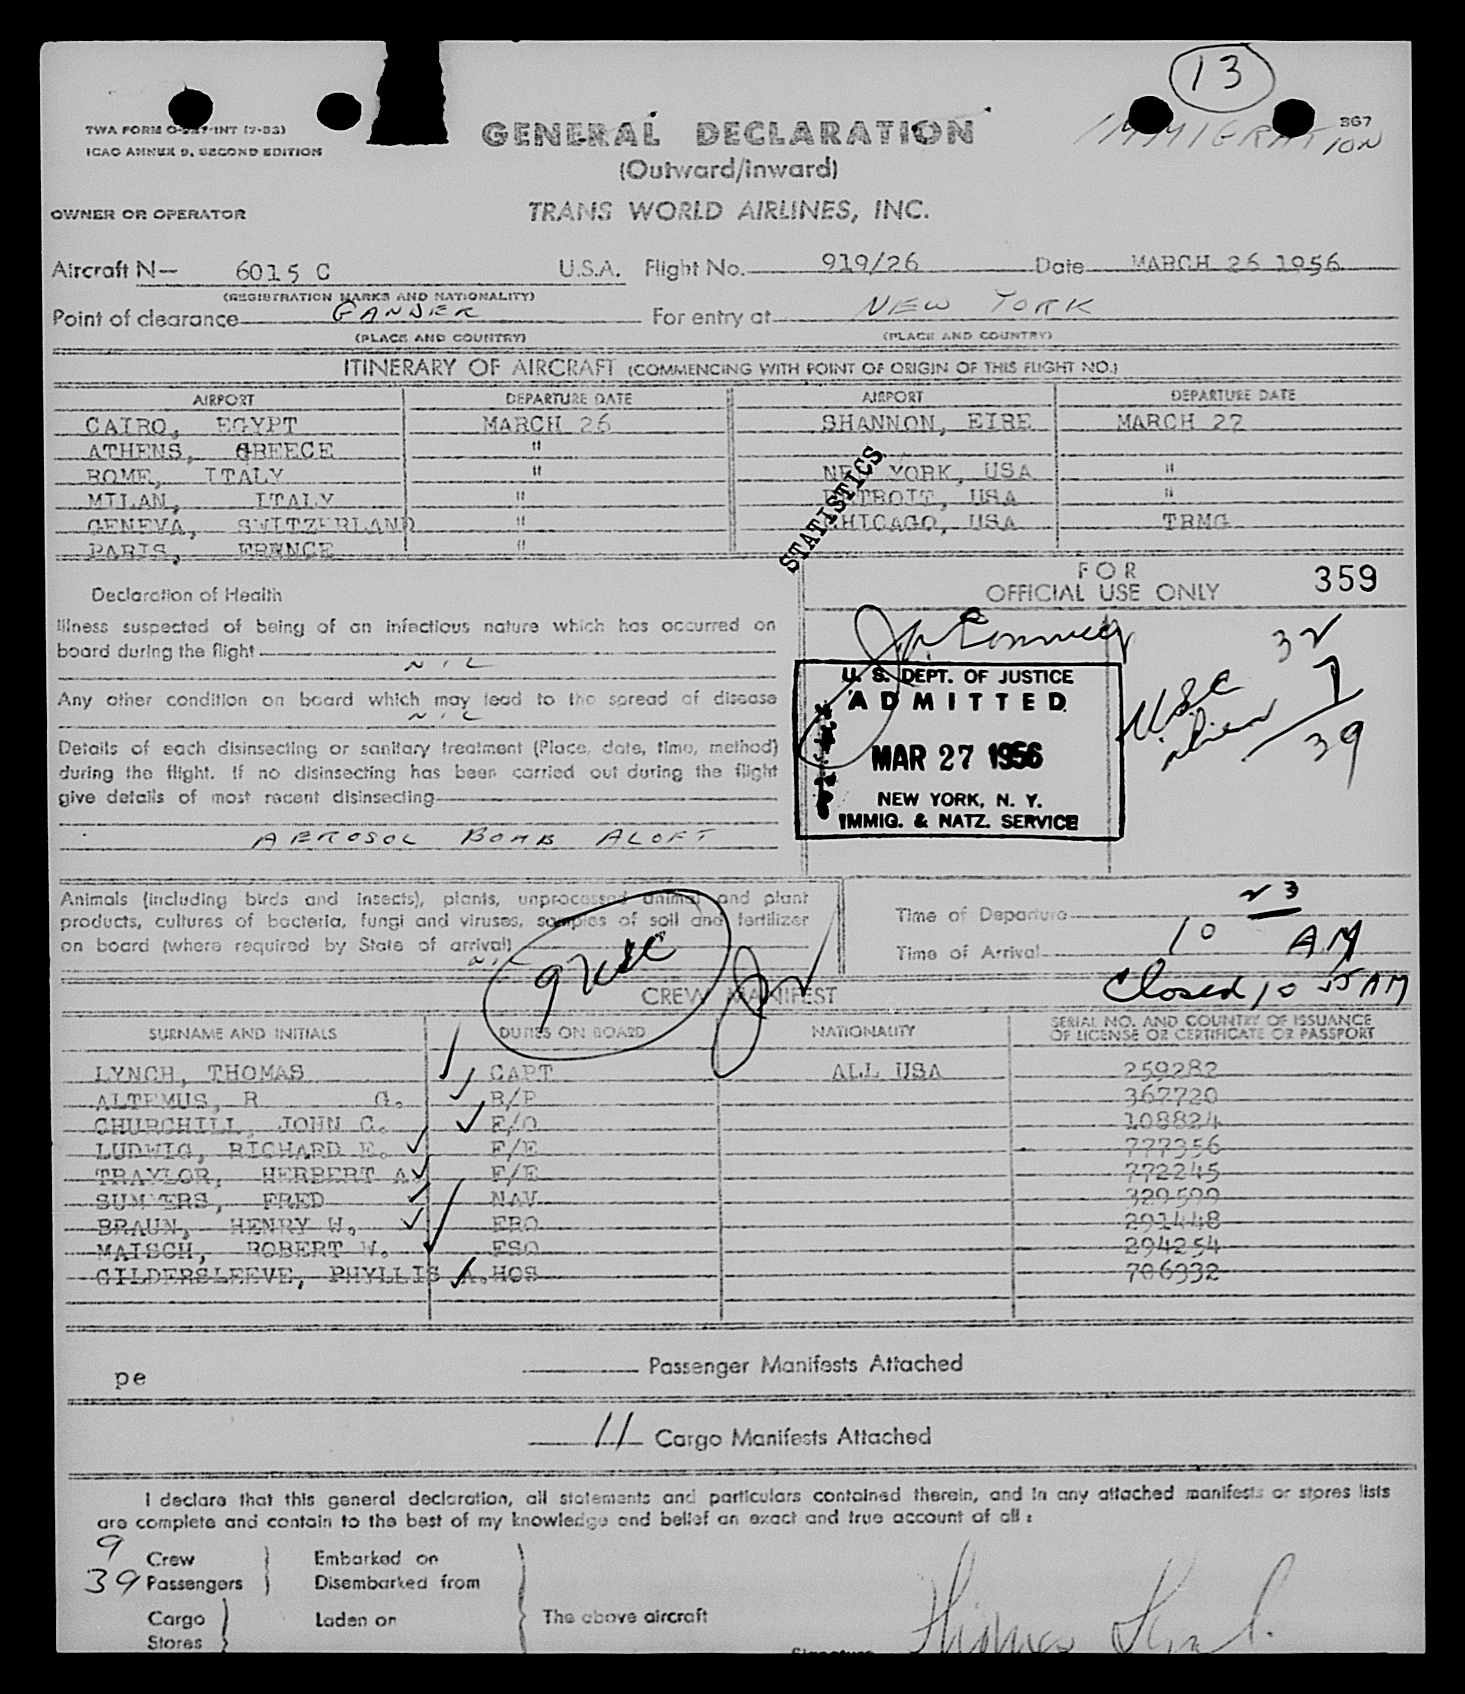 13
IMMIGRATION
367
TWA FORM O-367-INT (7-53)
ICAO ANNEX 9, SECOND EDITION
GENERAL DECLARATION
(Outward/Inward)
OWNER OR OPERATOR
TRANS WORLD AIRLINES, INC.
Aircraft N— 6015 C U.S.A. Flight No. 919/26 Date MARCH 26 1956
(REGISTRATION MARKS AND NATIONALITY)
Point of clearance GANDER For entry at NEW YORK
(PLACE AND COUNTRY) (PLACE AND COUNTRY)
ITINERARY OF AIRCRAFT (COMMENCING WITH POINT OF ORIGIN OF THIS FLIGHT NO.)
AIRPORT DEPARTURE DATE AIRPORT DEPARTURE DATE
CAIRO, EGYPT MARCH 26 SHANNON, EIRE MARCH 27
ATHENS, GREECE "
ROME, ITALY " NEW YORK, USA "
MILAN, ITALY " DETROIT, USA "
GENEVA, SWITZERLAND " CHICAGO, USA TRMG
PARIS, FRANCE "
STATISTICS
FOR
OFFICIAL USE ONLY 359
Declaration of Health
Illness suspected of being of an infectious nature which has occurred on
board during the flight
NIL
Any other condition on board which may lead to the spread of disease
NIL
Details of each disinsecting or sanitary treatment (Place, date, time, method)
during the flight. If no disinsecting has been carried out during the flight
give details of most recent disinsecting
AEROSOL BOMB ALOFT
U. S. DEPT. OF JUSTICE
ADMITTED
MAR 27 1956
NEW YORK, N. Y.
IMMIG. & NATZ. SERVICE
USC 32
alien 7
39
Animals (including birds and insects), plants, unprocessed animal and plant
products, cultures of bacteria, fungi and viruses, samples of soil and fertilizer
on board (where required by State of arrival)
NIL
Time of Departure 23
Time of Arrival 10 AM
Closed 10 55 AM
9 USC
CREW MANIFEST
SURNAME AND INITIALS DUTIES ON BOARD NATIONALITY SERIAL NO. AND COUNTRY OF ISSUANCE
OF LICENSE OR CERTIFICATE OR PASSPORT
LYNCH, THOMAS CAPT ALL USA 259282
ALTEMUS, R G. R/P 367720
CHURCHILL, JOHN C. F/O 108824
LUDWIG, RICHARD E. F/E 777356
TRAYLOR, HERBERT A. F/E 772245
SUMMERS, FRED NAV 329599
BRAUN, HENRY W. FRO 291448
MAISCH, ROBERT W. FSO 294254
GILDERSLEEVE, PHYLLIS A. HOS 706332
pe
Passenger Manifests Attached
11 Cargo Manifests Attached
I declare that this general declaration, all statements and particulars contained therein, and in any attached manifests or stores lists
are complete and contain to the best of my knowledge and belief an exact and true account of all:
9 Crew Embarked on
39 Passengers Disembarked from
Cargo Laden on The above aircraft
Stores
Signature